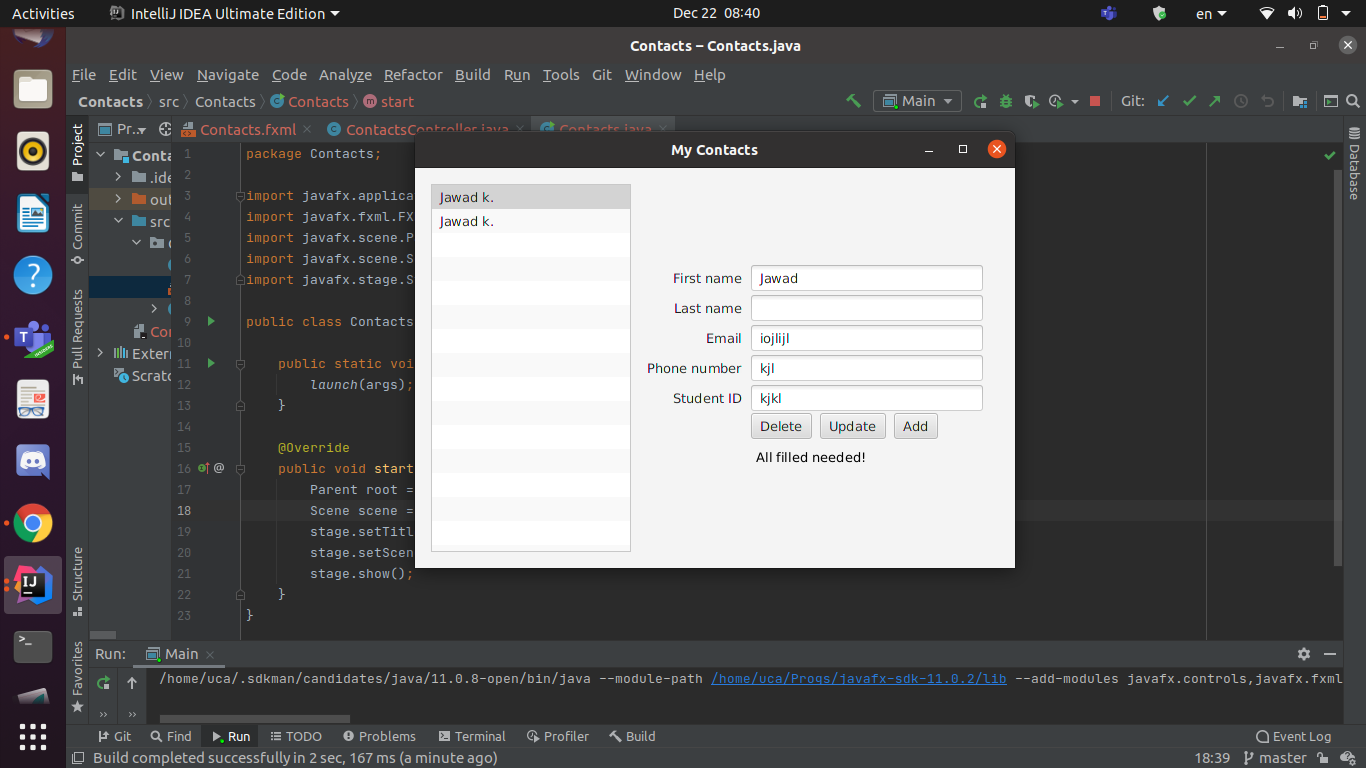 Activities
IntelliJ IDEA Ultimate Edition
Dec 22 08:40
en
Contacts – Contacts.java
File Edit View Navigate Code Analyze Refactor Build Run Tools Git Window Help
Contacts src Contacts Contacts start
Main
Git:
Pr..
Contacts.fxml
ContactsController.java
Contacts.java
Project
Commit
Pull Requests
Structure
Favorites
Database
Conta
.ide
out
src
Con
Extern
Scratc
1 package Contacts;
2
3 import javafx.applica
4 import javafx.fxml.FX
5 import javafx.scene.P
6 import javafx.scene.S
7 import javafx.stage.S
8
9 public class Contacts
10
11 public static voi
12 launch(args);
13 }
14
15 @Override
16 @ public void start
17 Parent root =
18 Scene scene =
19 stage.setTitl
20 stage.setScen
21 stage.show();
22 }
23 }
My Contacts
Jawad k.
Jawad k.
First name Jawad
Last name
Email iojlijl
Phone number kjl
Student ID kjkl
Delete Update Add
All filled needed!
Run: Main
/home/uca/.sdkman/candidates/java/11.0.8-open/bin/java --module-path /home/uca/Progs/javafx-sdk-11.0.2/lib --add-modules javafx.controls,javafx.fxml
Git Find Run TODO Problems Terminal Profiler Build Event Log
Build completed successfully in 2 sec, 167 ms (a minute ago)
18:39 master